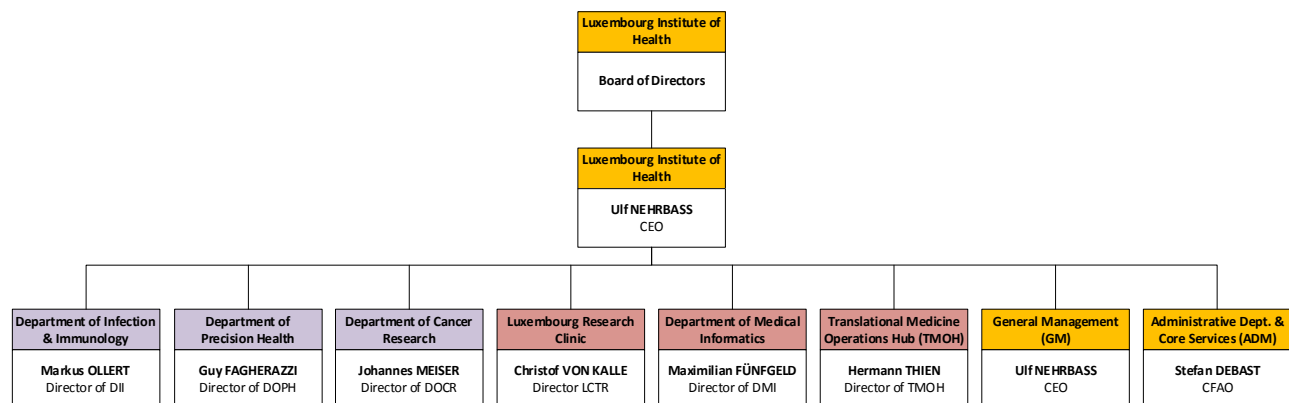 Luxembourg Institute of
Health
Board of Directors
Luxembourg Institute of
Health
Ulf NEHRBASS
CEO
Department of Infection
& Immunology
Markus OLLERT
Director of DII
Department of
Precision Health
Guy FAGHERAZZI
Director of DOPH
Department of Cancer
Research
Johannes MEISER
Director of DOCR
Luxembourg Research
Clinic
Christof VON KALLE
Director LCTR
Department of Medical
Informatics
Maximilian FÜNFGELD
Director of DMI
Translational Medicine
Operations Hub (TMOH)
Hermann THIEN
Director of TMOH
General Management
(GM)
Ulf NEHRBASS
CEO
Administrative Dept. &
Core Services (ADM)
Stefan DEBAST
CFAO